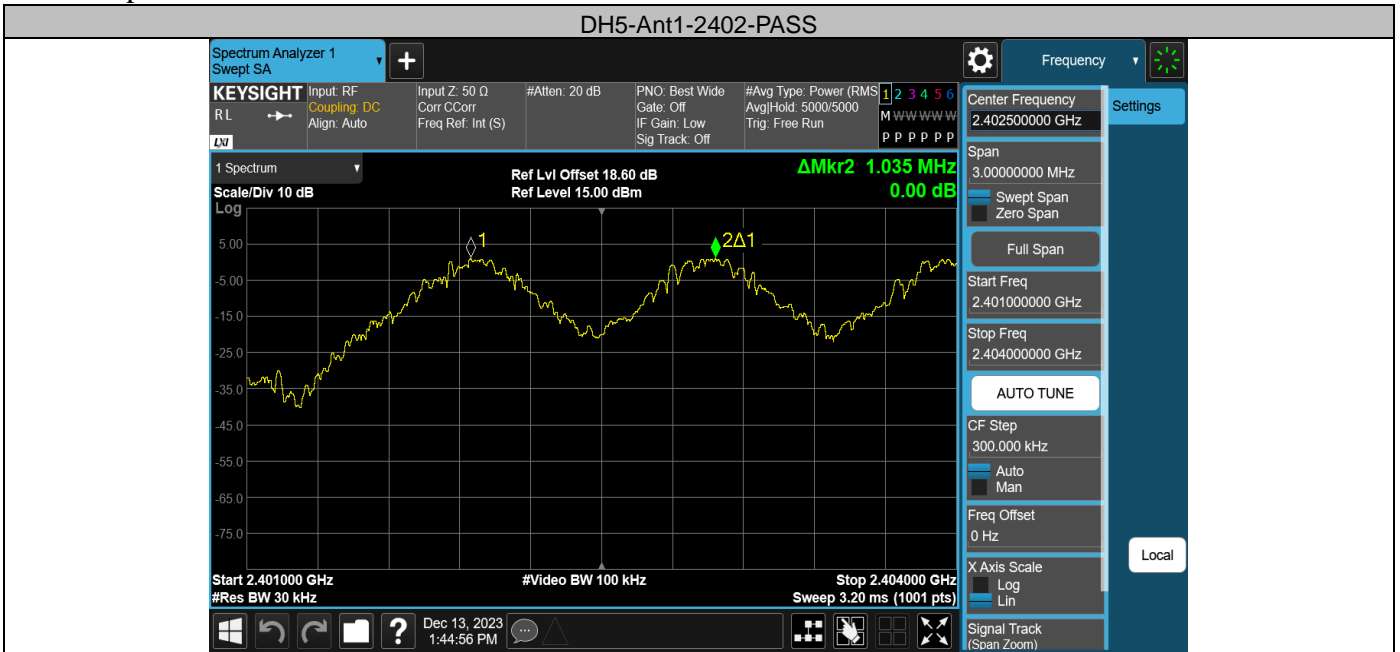 DH5-Ant1-2402-PASS
Spectrum Analyzer 1
Swept SA
+
Frequency
KEYSIGHT
RL
LXI
Input: RF
Coupling: DC
Align: Auto
Input Z: 50 Ω
Corr CCorr
Freq Ref: Int (S)
#Atten: 20 dB
PNO: Best Wide
Gate: Off
IF Gain: Low
Sig Track: Off
#Avg Type: Power (RMS
Avg|Hold: 5000/5000
Trig: Free Run
1 2 3 4 5 6
M W W W W W
P P P P P P
Center Frequency
2.402500000 GHz
Settings
1 Spectrum
Scale/Div 10 dB
Log
Ref Lvl Offset 18.60 dB
Ref Level 15.00 dBm
ΔMkr2 1.035 MHz
0.00 dB
1
2Δ1
5.00
-5.00
-15.0
-25.0
-35.0
-45.0
-55.0
-65.0
-75.0
Start 2.401000 GHz
#Res BW 30 kHz
#Video BW 100 kHz
Stop 2.404000 GHz
Sweep 3.20 ms (1001 pts)
Span
3.00000000 MHz
Swept Span
Zero Span
Full Span
Start Freq
2.401000000 GHz
Stop Freq
2.404000000 GHz
AUTO TUNE
CF Step
300.000 kHz
Auto
Man
Freq Offset
0 Hz
X Axis Scale
Log
Lin
Signal Track
(Span Zoom)
Local
?
Dec 13, 2023
1:44:56 PM